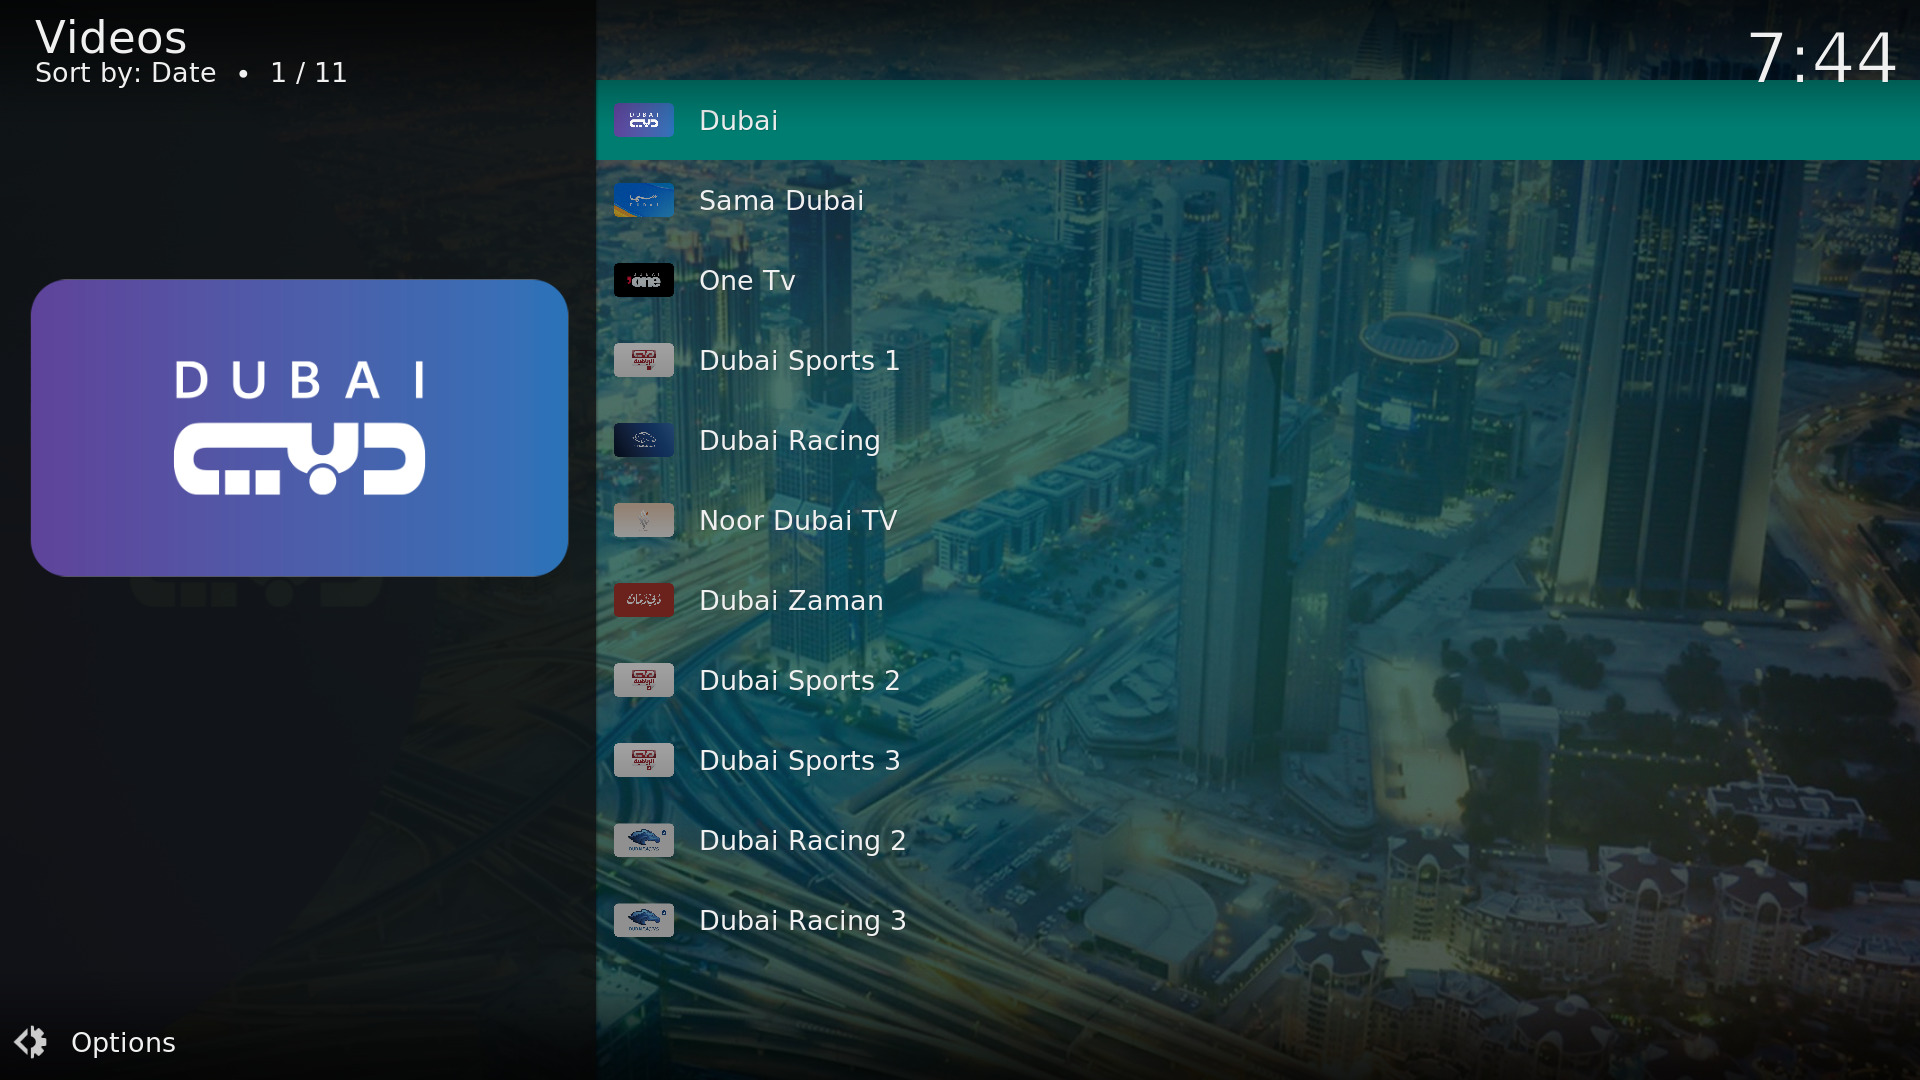 Videos
Sort by: Date • 1 / 11
7:44
DUBAI
دبي
Dubai
Sama Dubai
One Tv
Dubai Sports 1
Dubai Racing
Noor Dubai TV
Dubai Zaman
Dubai Sports 2
Dubai Sports 3
Dubai Racing 2
Dubai Racing 3
Options